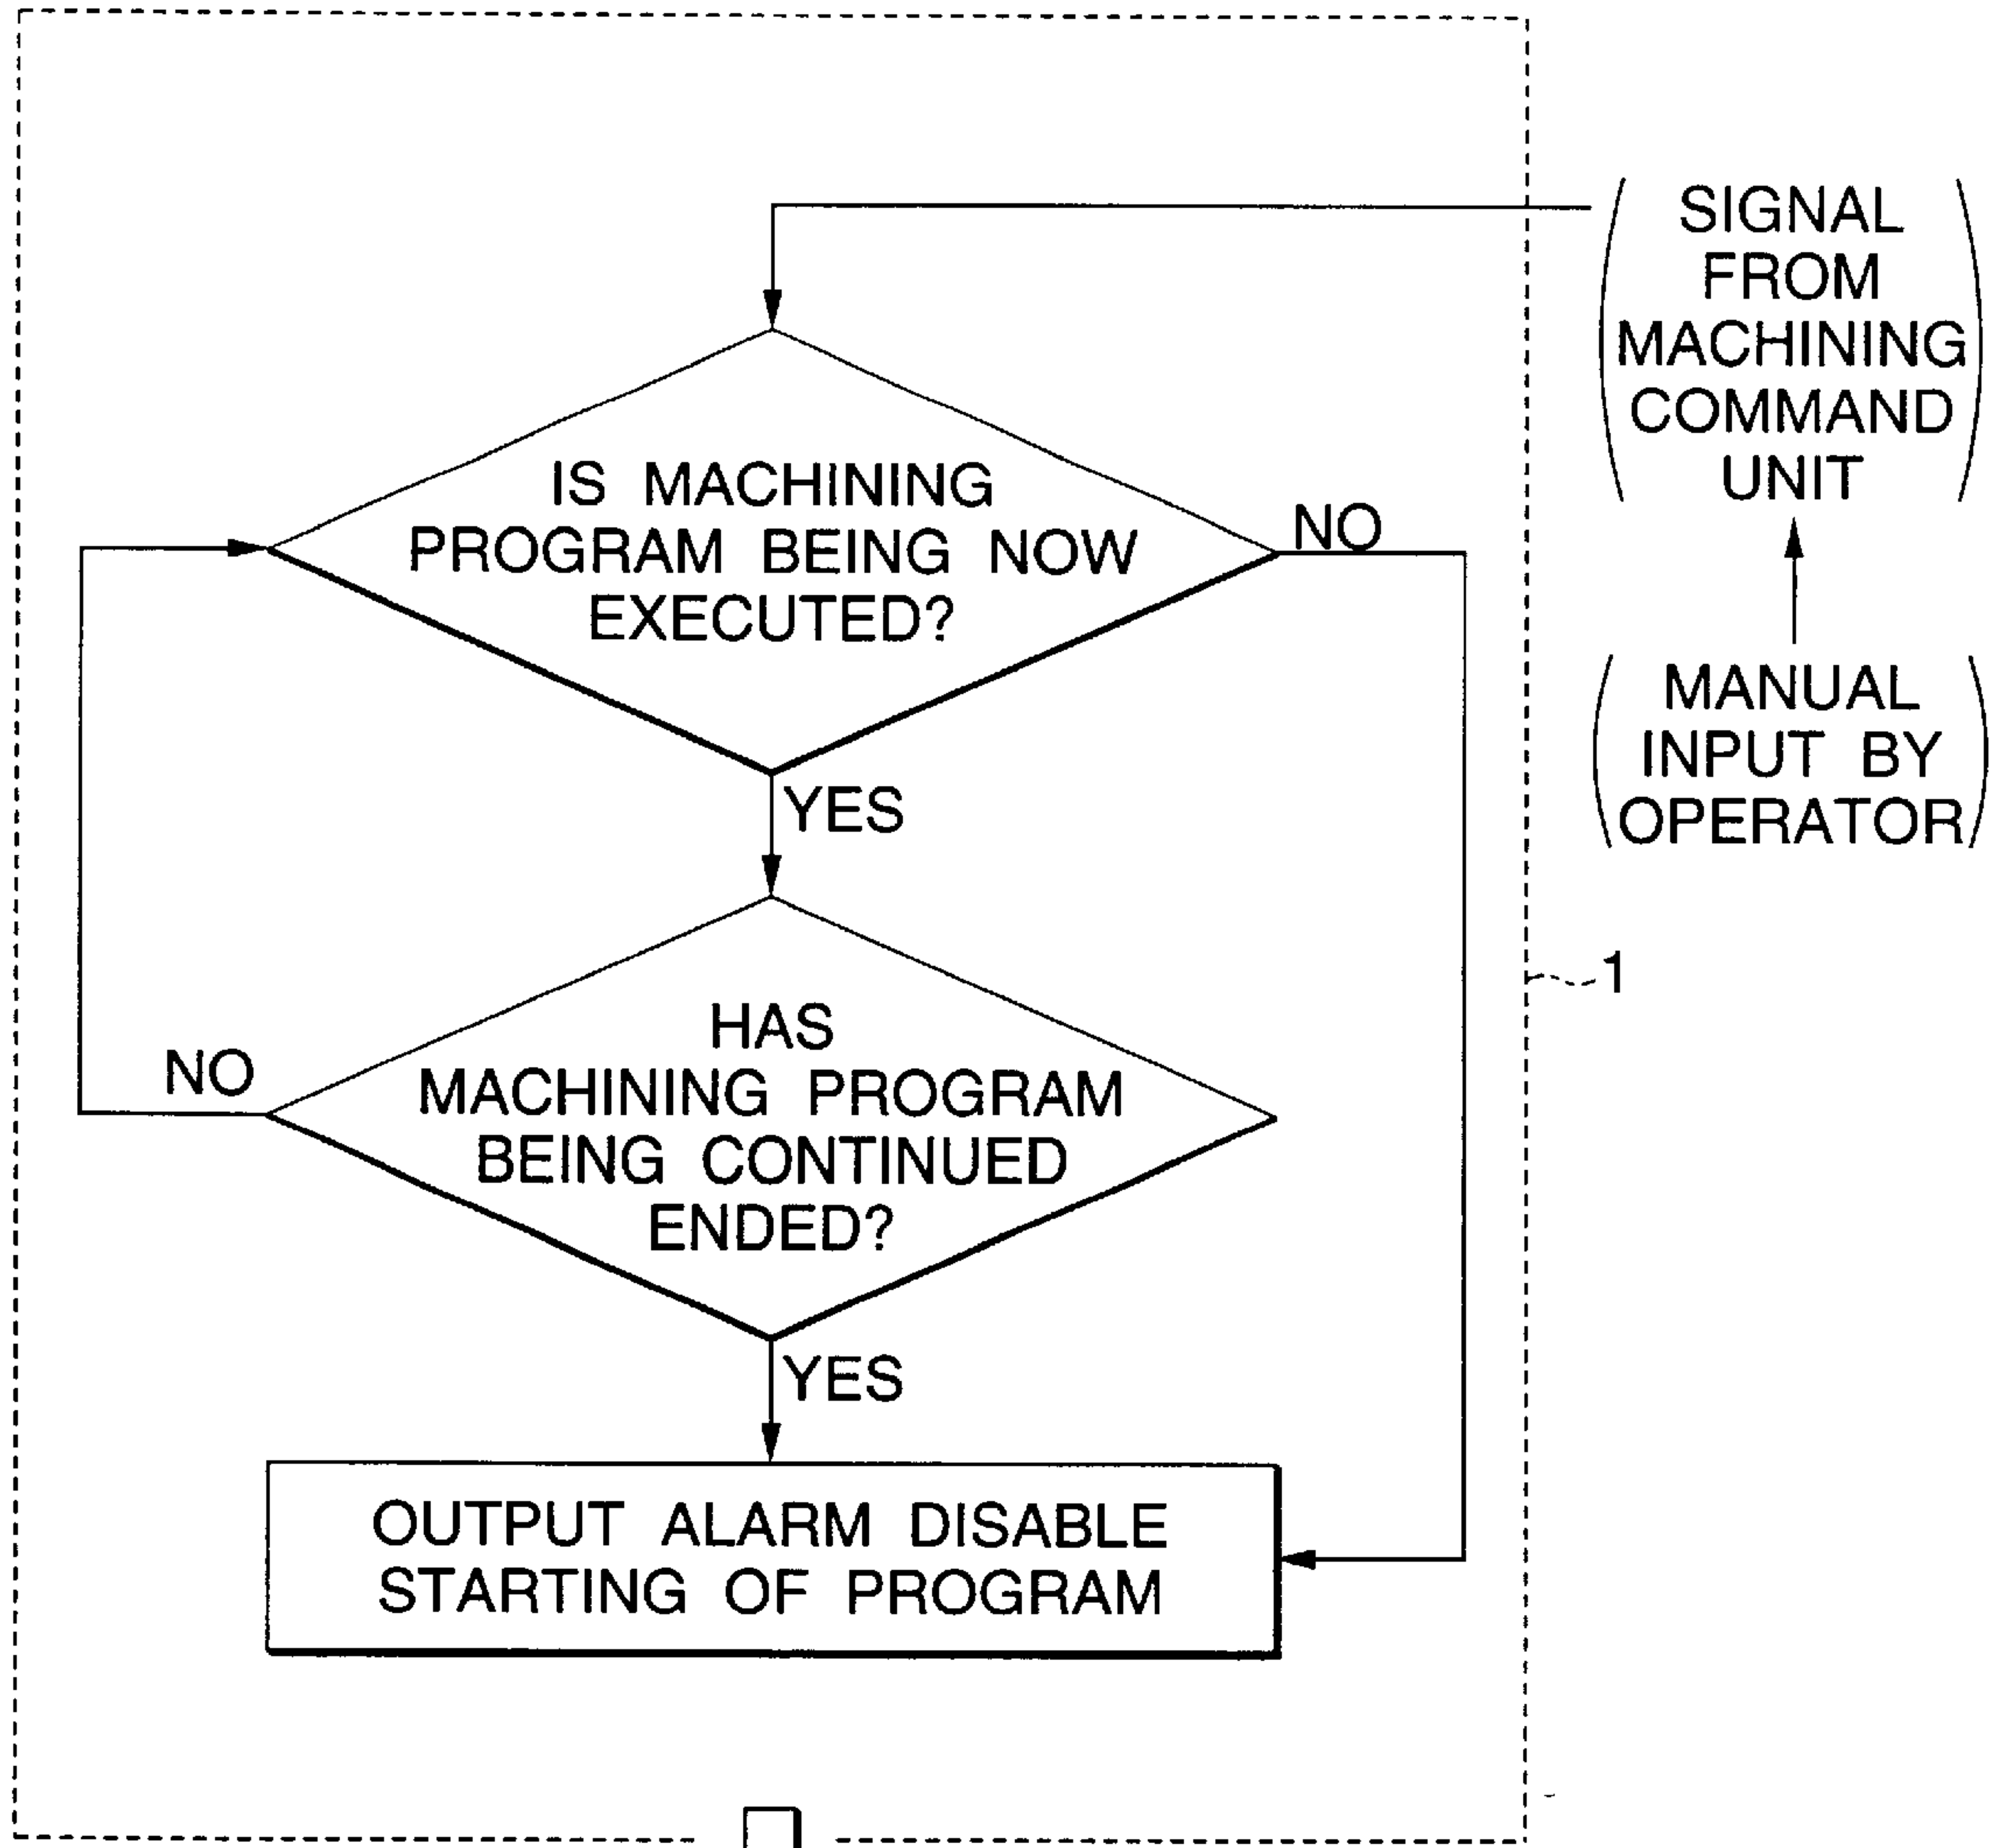 SIGNAL
FROM
MACHINING
COMMAND
UNIT
IS MACHINING
PROGRAM BEING NOW
EXECUTED?
NO
MANUAL
INPUT BY
OPERATOR
YES
1
HAS
MACHINING PROGRAM
BEING CONTINUED
ENDED?
NO
YES
OUTPUT ALARM DISABLE
STARTING OF PROGRAM